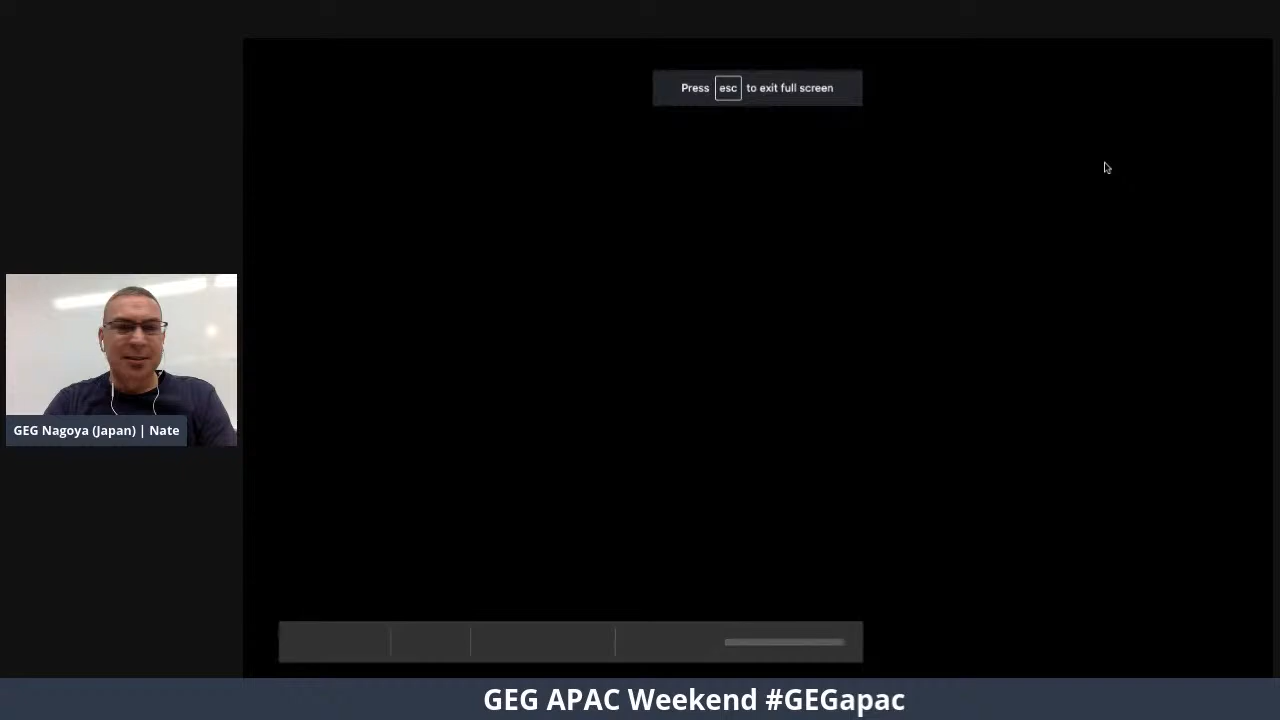 Press esc to exit full screen
GEG Nagoya (Japan) | Nate
GEG APAC Weekend #GEGapac